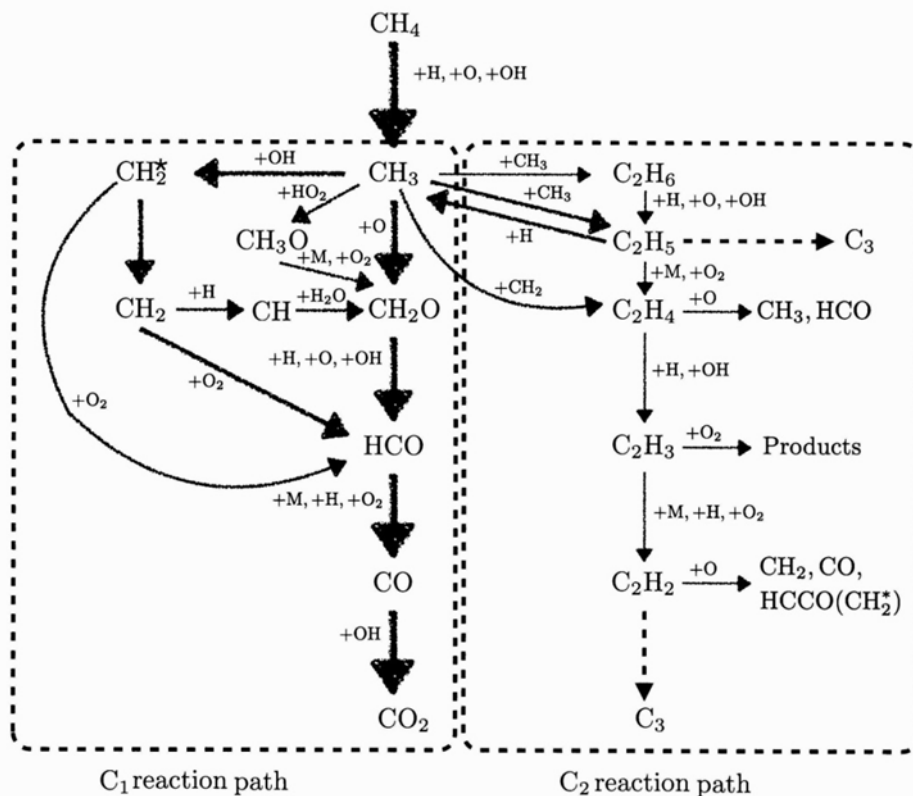 CH₄
+H, +O, +OH
CH₂* +OH CH₃ +CH₃ C₂H₆
+HO₂ +CH₃ +H, +O, +OH
CH₃O +O +H C₂H₅ C₃
+M, +O₂ +M, +O₂
+CH₂
CH₂ +H CH +H₂O CH₂O C₂H₄ +O CH₃, HCO
+H, +O, +OH +H, +OH
+O₂
+O₂
HCO C₂H₃ +O₂ Products
+M, +H, +O₂ +M, +H, +O₂
CO C₂H₂ +O CH₂, CO,
HCCO(CH₂*)
+OH
CO₂ C₃
C₁ reaction path C₂ reaction path